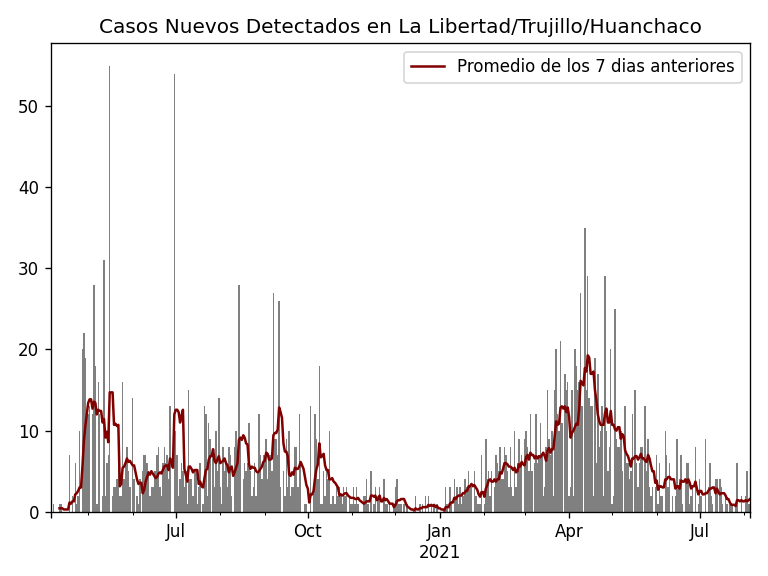 Casos Nuevos Detectados en La Libertad/Trujillo/Huanchaco
Promedio de los 7 dias anteriores
50
40
30
20
10
0
Jul Oct Jan Apr Jul
2021